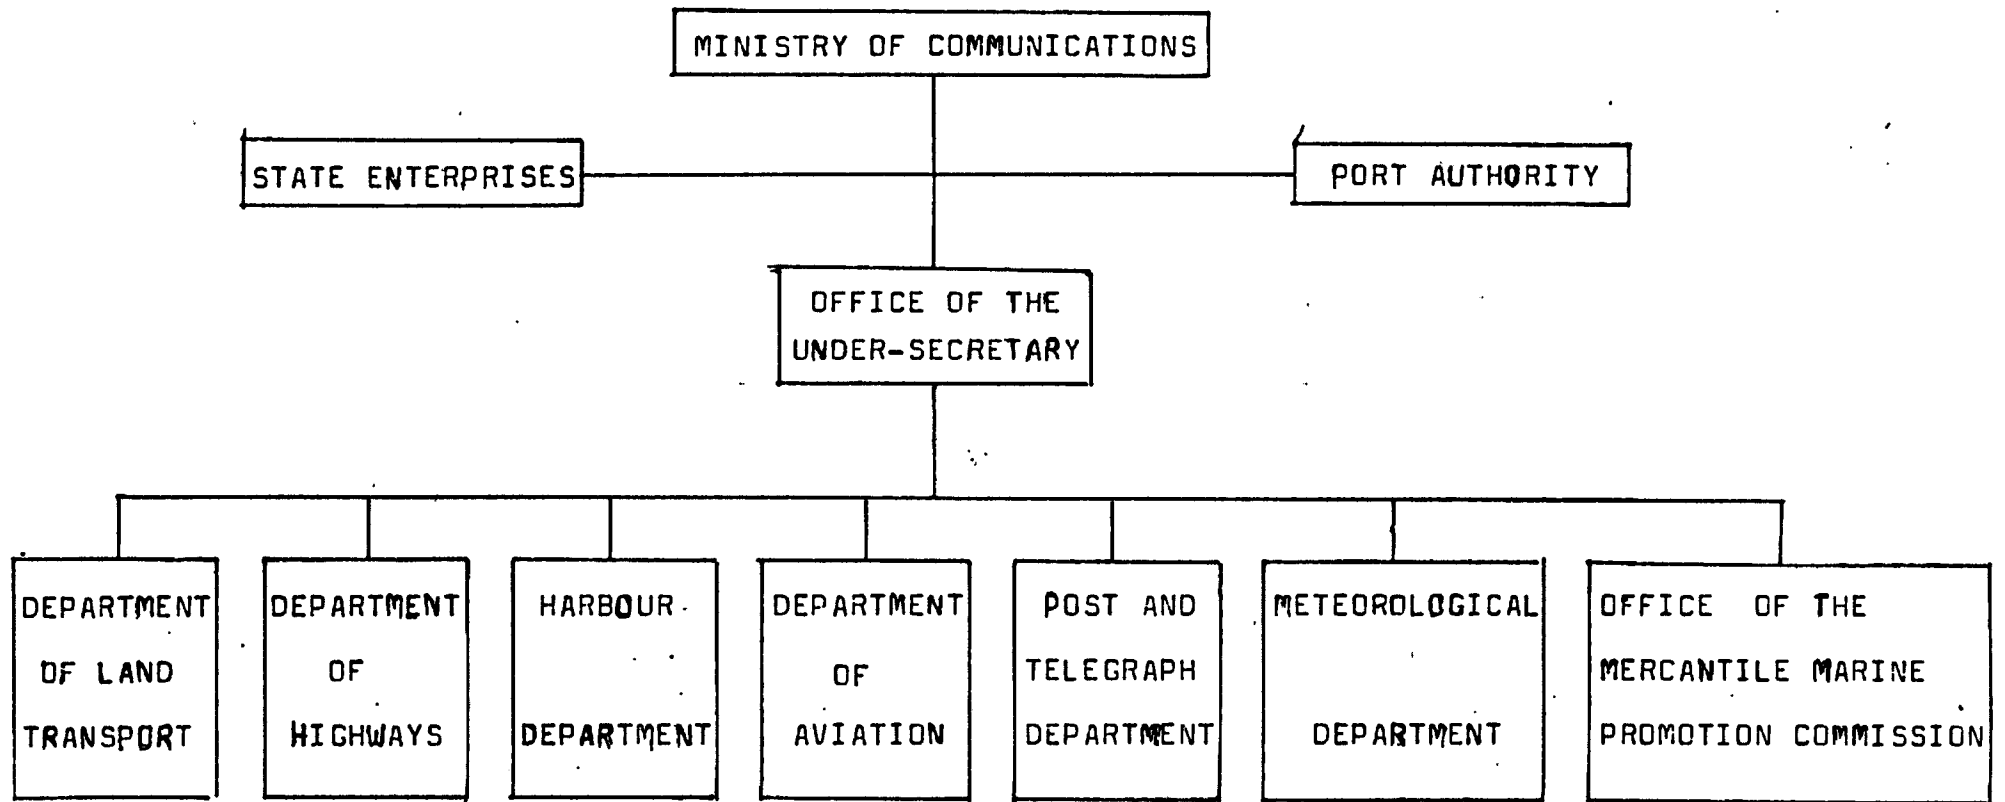 MINISTRY OF COMMUNICATIONS
STATE ENTERPRISES
PORT AUTHORITY
OFFICE OF THE
UNDER-SECRETARY
DEPARTMENT
OF LAND
TRANSPORT
DEPARTMENT
OF
HIGHWAYS
HARBOUR
DEPARTMENT
DEPARTMENT
OF
AVIATION
POST AND
TELEGRAPH
DEPARTMENT
METEOROLOGICAL
DEPARTMENT
OFFICE OF THE
MERCANTILE MARINE
PROMOTION COMMISSION